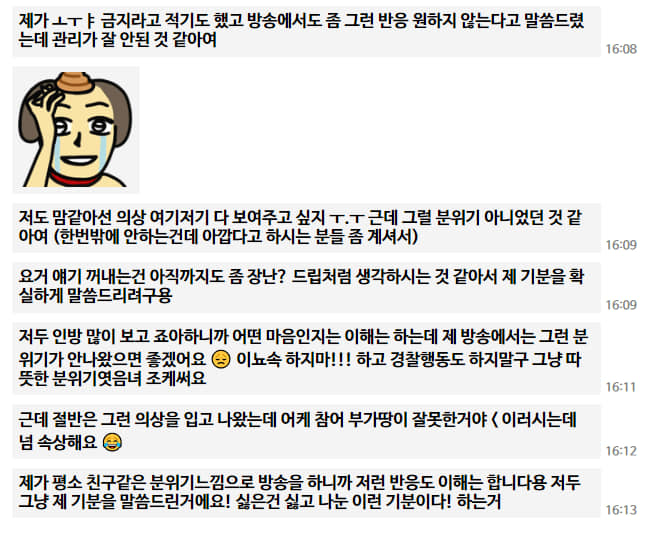 제가 ㅗㅜㅑ 금지라고 적기도 했고 방송에서도 좀 그런 반응 원하지 않는다고 말씀드렸
는데 관리가 잘 안된 것 같아여
16:08
저도 맘같아선 의상 여기저기 다 보여주고 싶지 ㅜ.ㅜ 근데 그럴 분위기 아니었던 것 같
아여 (한번밖에 안하는건데 아깝다고 하시는 분들 좀 계셔서)
16:09
요거 얘기 꺼내는건 아직까지도 좀 장난? 드립처럼 생각하시는 것 같아서 제 기분을 확
실하게 말씀드리려구용
16:09
저두 인방 많이 보고 죠아하니까 어떤 마음인지는 이해는 하는데 제 방송에서는 그런 분
위기가 안나왔으면 좋겠어요 😞 이뇨속 하지마!!! 하고 경찰행동도 하지말구 그냥 따
뜻한 분위기엿음녀 조케써요
16:11
근데 절반은 그런 의상을 입고 나왔는데 어케 참어 부가땅이 잘못한거야 < 이러시는데
넘 속상해요 😂
16:12
제가 평소 친구같은 분위기느낌으로 방송을 하니까 저런 반응도 이해는 합니다용 저두
그냥 제 기분을 말씀드린거에요! 싫은건 싫고 나눈 이런 기분이다! 하는거
16:13